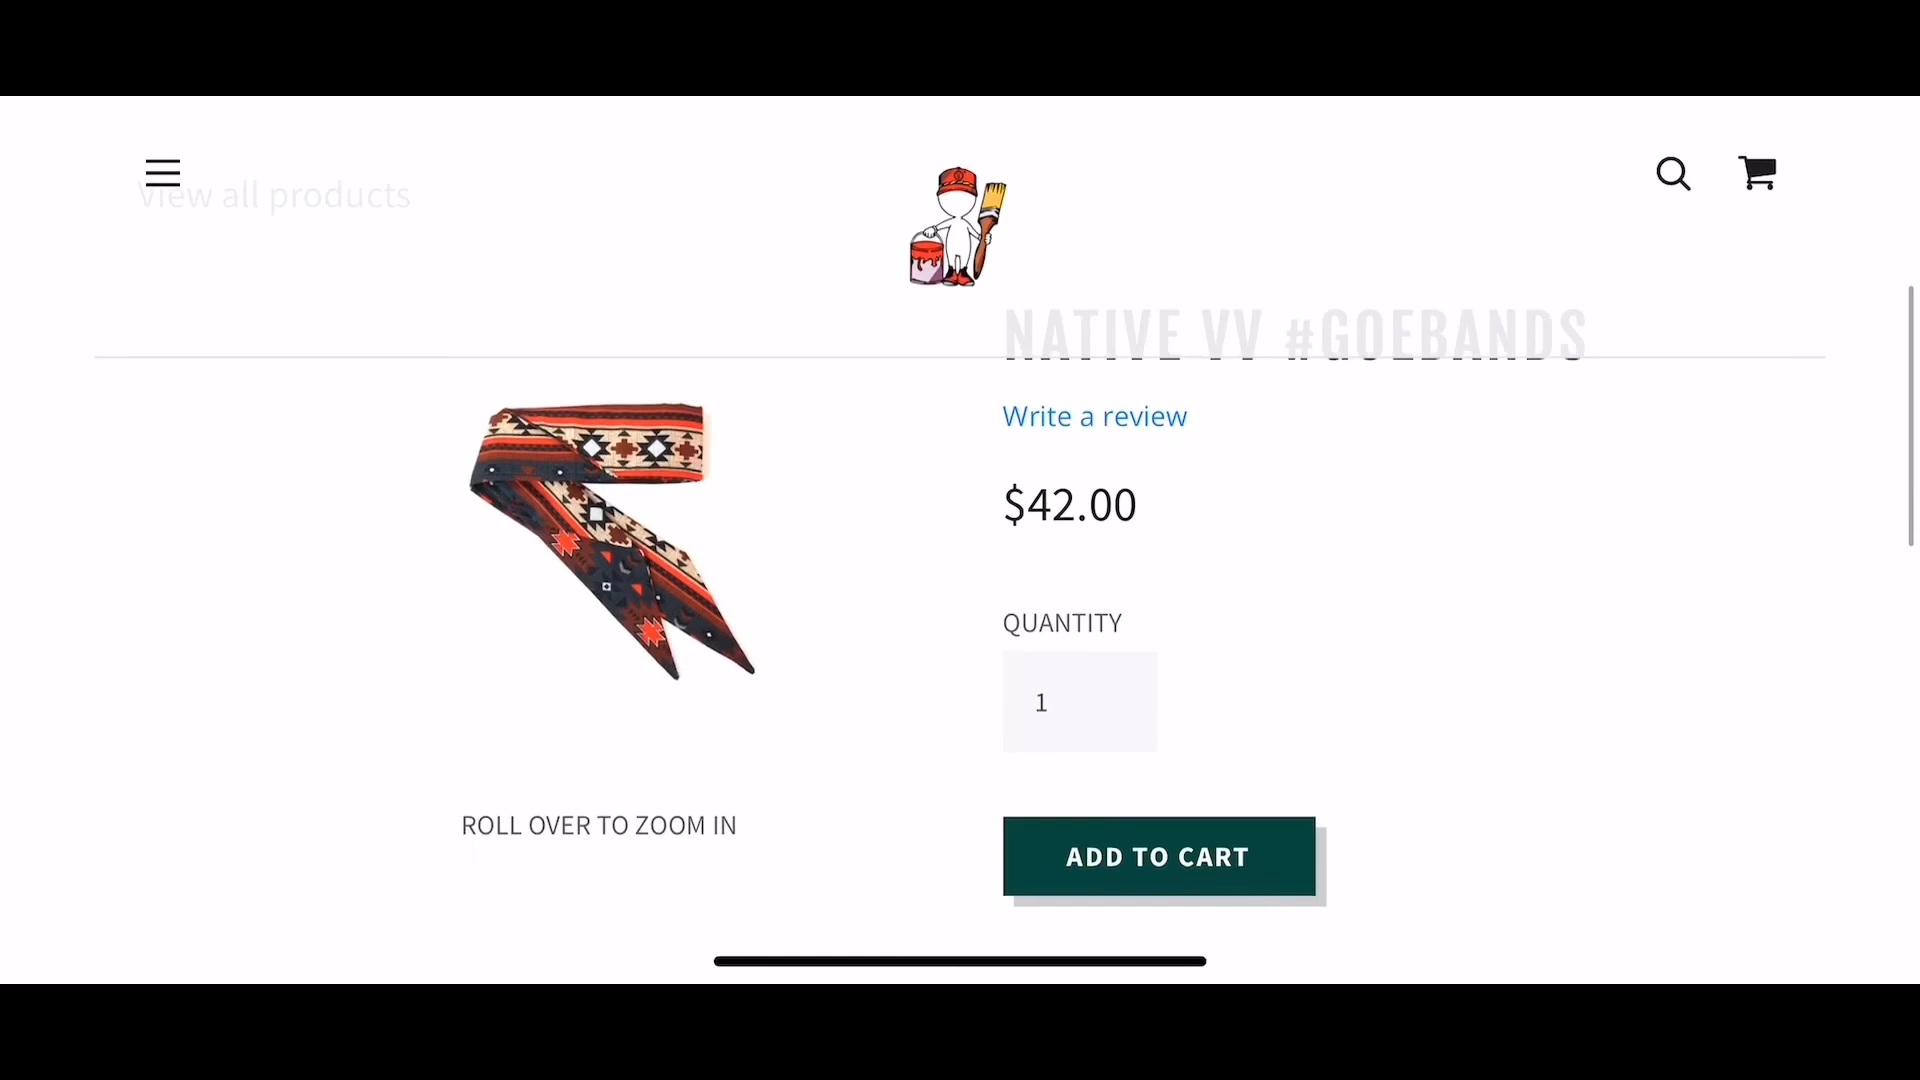 View all products
NATIVE VV #GOEBANDS
Write a review
$42.00
QUANTITY
1
ROLL OVER TO ZOOM IN
ADD TO CART